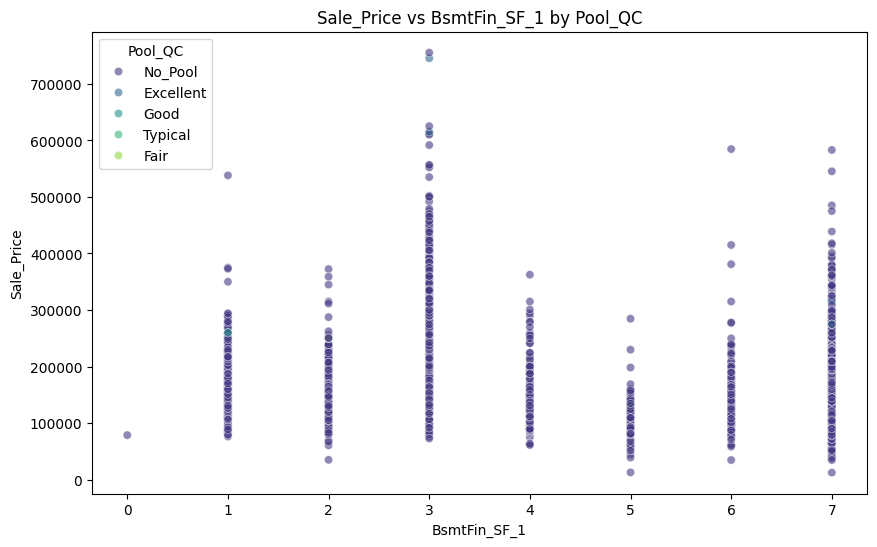 Sale_Price vs BsmtFin_SF_1 by Pool_QC
Pool_QC
No_Pool
Excellent
Good
Typical
Fair
700000
600000
500000
400000
300000
200000
100000
0
Sale_Price
0 1 2 3 4 5 6 7
BsmtFin_SF_1